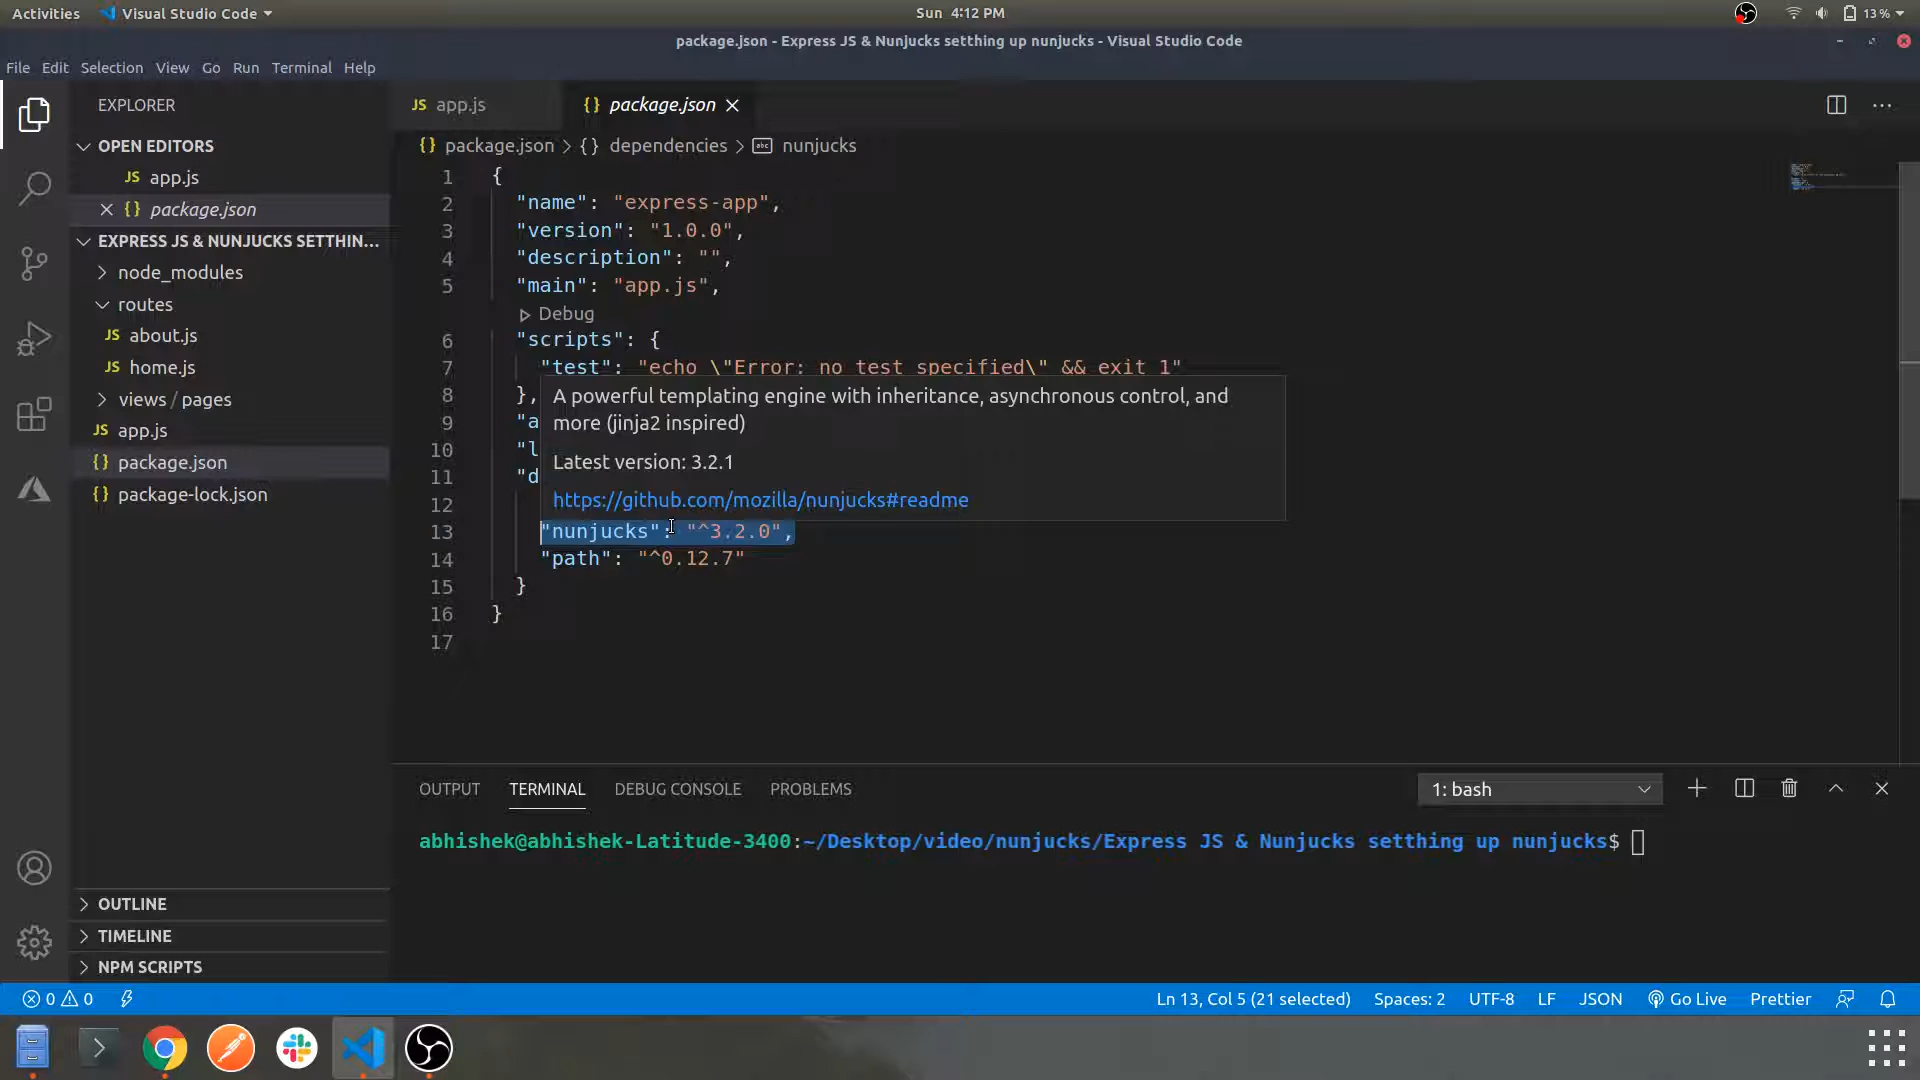 Activities
Visual Studio Code
Sun 4:12 PM
13%
package.json - Express JS & Nunjucks setthing up nunjucks - Visual Studio Code
File Edit Selection View Go Run Terminal Help
EXPLORER
OPEN EDITORS
JS app.js
{} package.json
EXPRESS JS & NUNJUCKS SETTHIN...
node_modules
routes
JS about.js
JS home.js
views / pages
JS app.js
{} package.json
{} package-lock.json
OUTLINE
TIMELINE
NPM SCRIPTS
JS app.js
{} package.json
{} package.json > {} dependencies > abc nunjucks
1 {
2 "name": "express-app",
3 "version": "1.0.0",
4 "description": "",
5 "main": "app.js",
Debug
6 "scripts": {
7 "test": "echo \"Error: no test specified\" && exit 1"
8 },
9 "a
10 "l
11 "d
12
13 "nunjucks": "^3.2.0",
14 "path": "^0.12.7"
15 }
16 }
17
A powerful templating engine with inheritance, asynchronous control, and
more (jinja2 inspired)
Latest version: 3.2.1
https://github.com/mozilla/nunjucks#readme
OUTPUT TERMINAL DEBUG CONSOLE PROBLEMS
1: bash
abhishek@abhishek-Latitude-3400:~/Desktop/video/nunjucks/Express JS & Nunjucks setthing up nunjucks$
0 0
Ln 13, Col 5 (21 selected) Spaces: 2 UTF-8 LF JSON Go Live Prettier